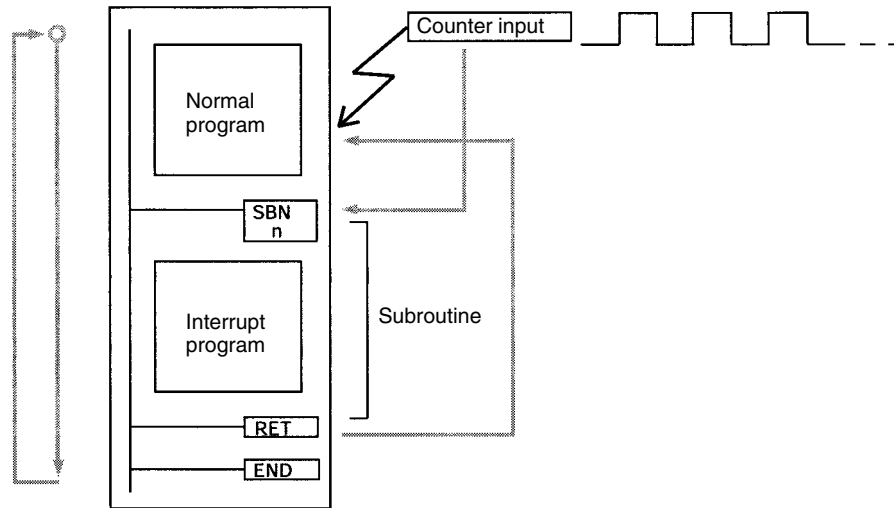 Counter input
Normal
program
SBN
n
Interrupt
program
Subroutine
RET
END